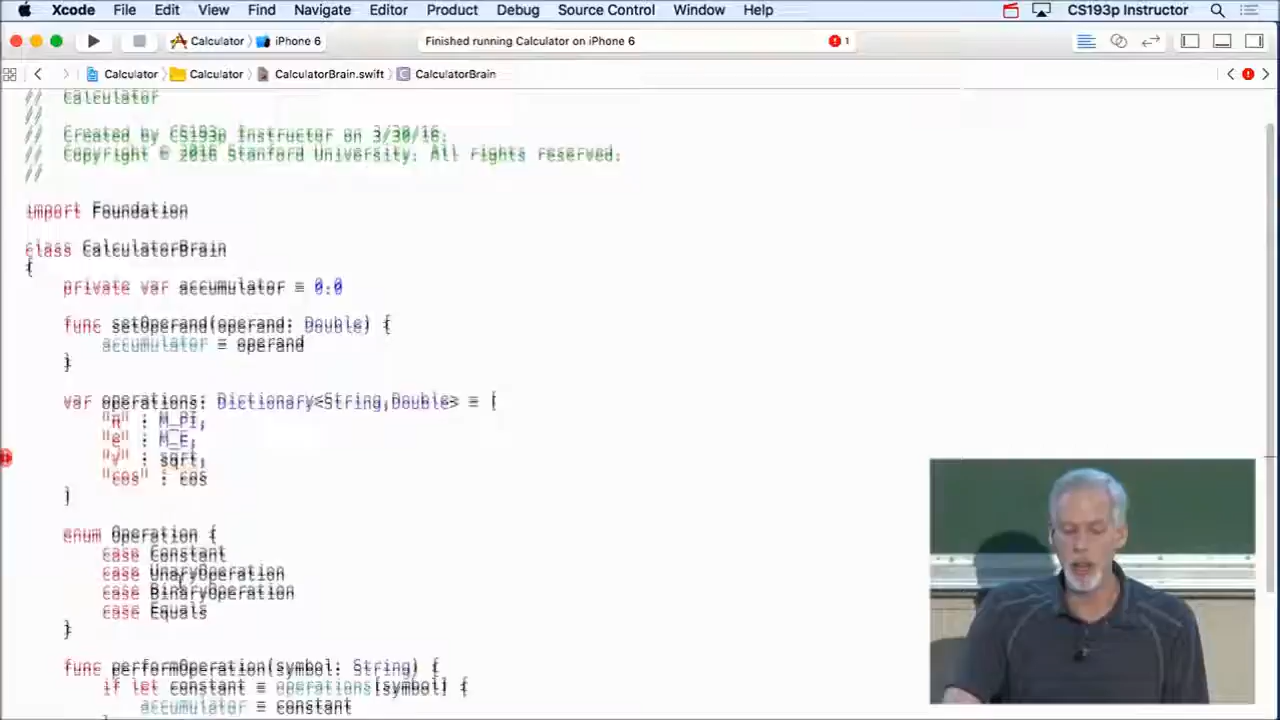 Xcode File Edit View Find Navigate Editor Product Debug Source Control Window Help CS193p Instructor
Calculator iPhone 6 Finished running Calculator on iPhone 6 1
Calculator Calculator CalculatorBrain.swift C CalculatorBrain
// Calculator
//
// Created by CS193p Instructor on 3/30/16.
// Copyright © 2016 Stanford University. All rights reserved.
//
import Foundation
class CalculatorBrain
{
private var accumulator = 0.0
func setOperand(operand: Double) {
accumulator = operand
}
var operations: Dictionary<String,Double> = [
"π" : M_PI,
"e" : M_E,
"√" : sqrt,
"cos" : cos
]
enum Operation {
case Constant
case UnaryOperation
case BinaryOperation
case Equals
}
func performOperation(symbol: String) {
if let constant = operations[symbol] {
accumulator = constant